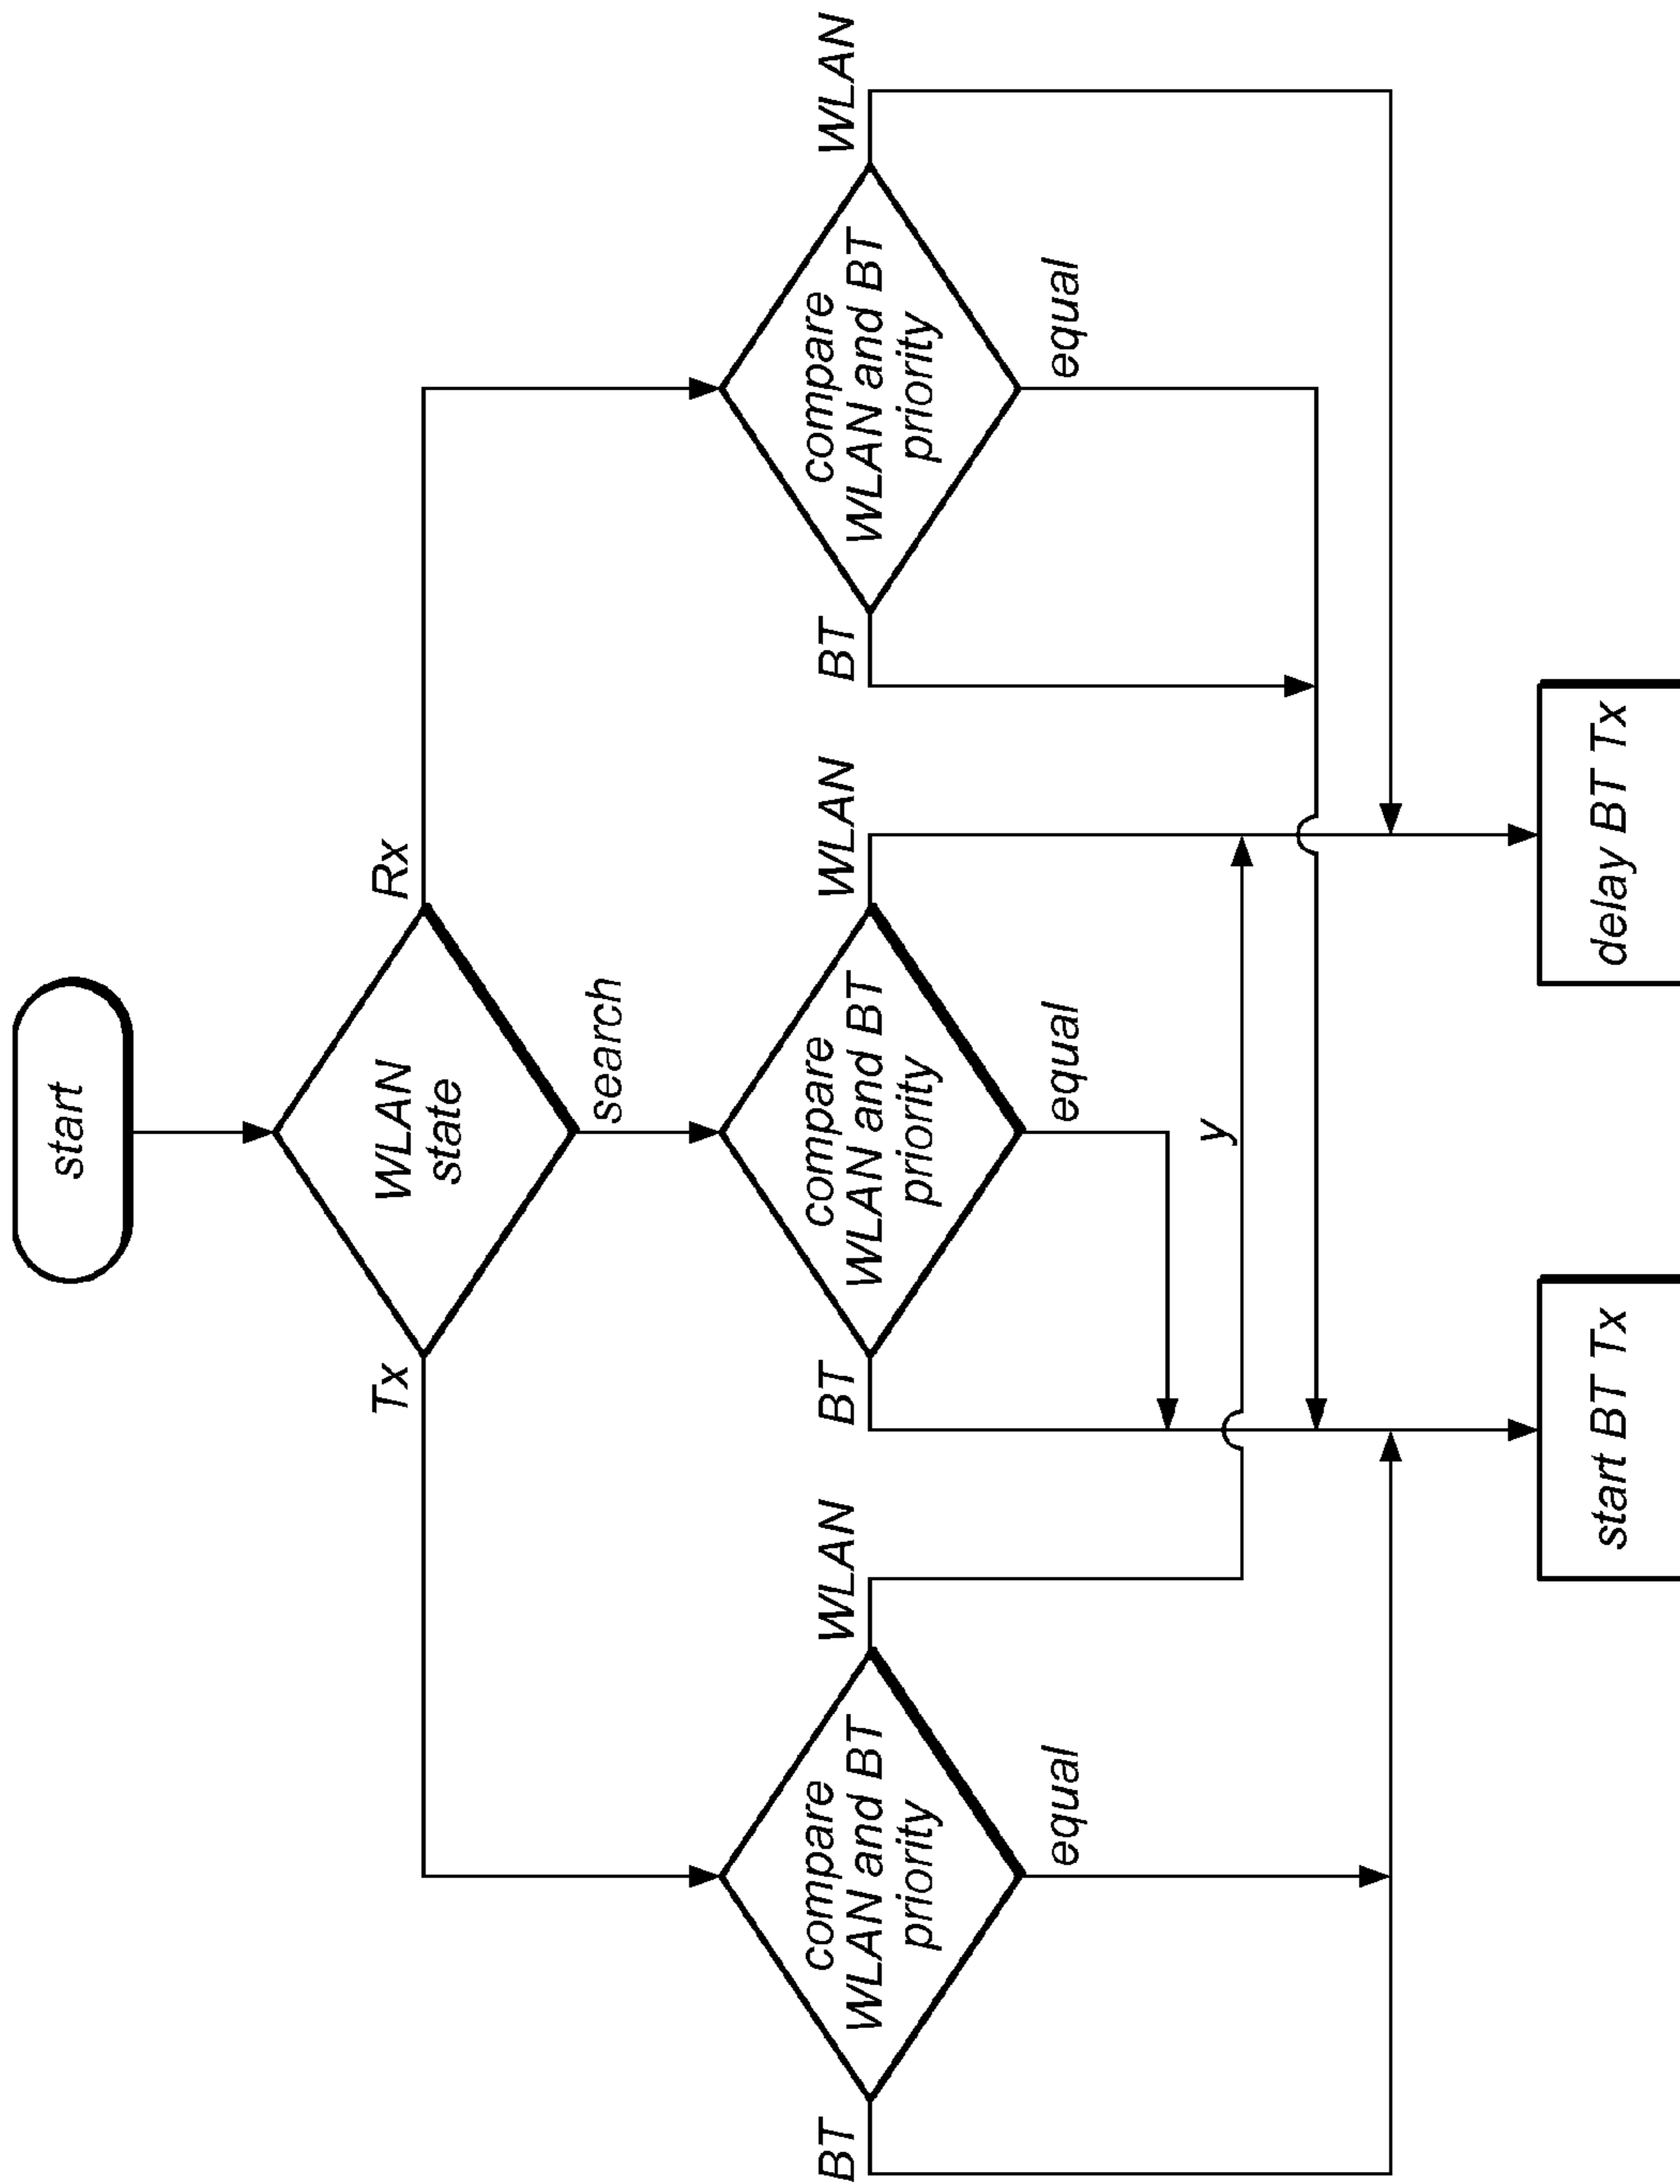 start
WLAN
state
Tx
Rx
search
BT
compare
WLAN and BT
priority
WLAN
equal
BT
compare
WLAN and BT
priority
WLAN
equal
BT
compare
WLAN and BT
priority
WLAN
equal
y
start BT Tx
delay BT Tx